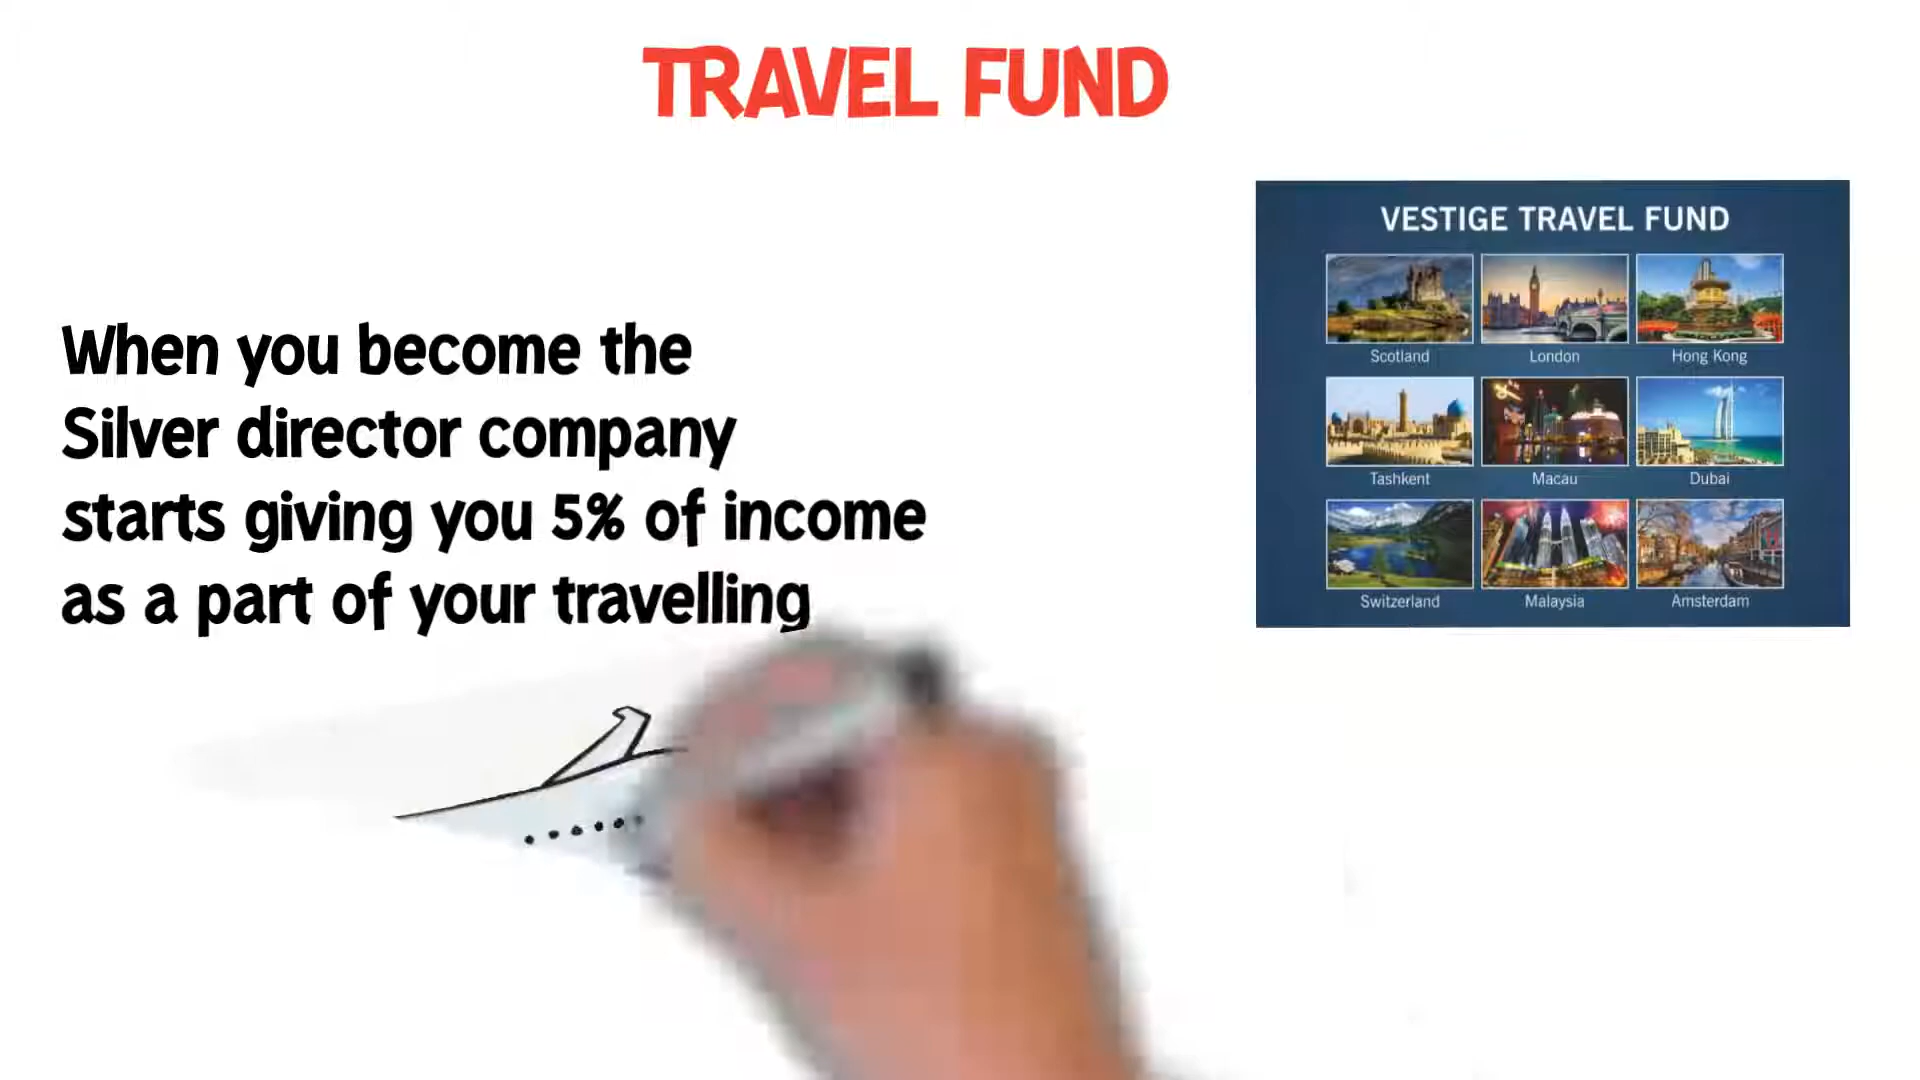 TRAVEL FUND
When you become the
Silver director company
starts giving you 5% of income
as a part of your travelling
VESTIGE TRAVEL FUND
Scotland
London
Hong Kong
Tashkent
Macau
Dubai
Switzerland
Malaysia
Amsterdam